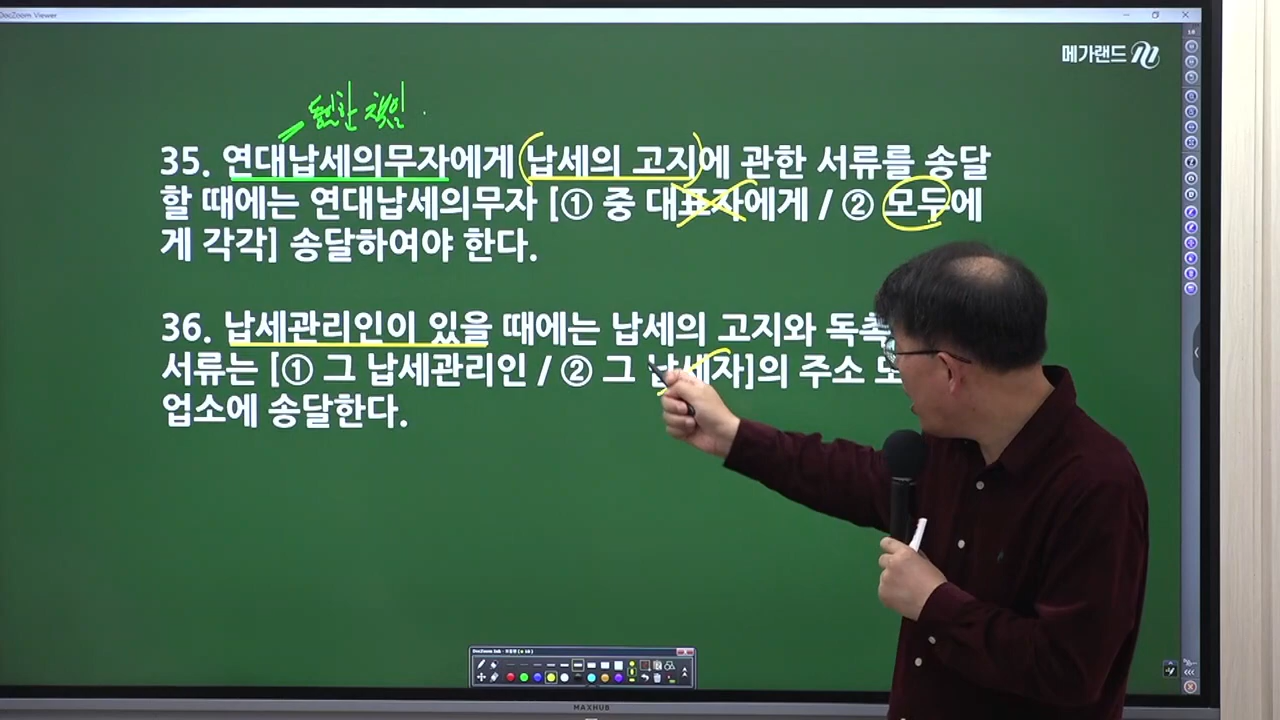 DocZoom Viewer
메가랜드
동일한 책임
35. 연대납세의무자에게 납세의 고지에 관한 서류를 송달
할 때에는 연대납세의무자 [① 중 대표자에게 / ② 모두에
게 각각] 송달하여야 한다.
36. 납세관리인이 있을 때에는 납세의 고지와 독촉
서류는 [① 그 납세관리인 / ② 그 납세자]의 주소
업소에 송달한다.
MAXHUB